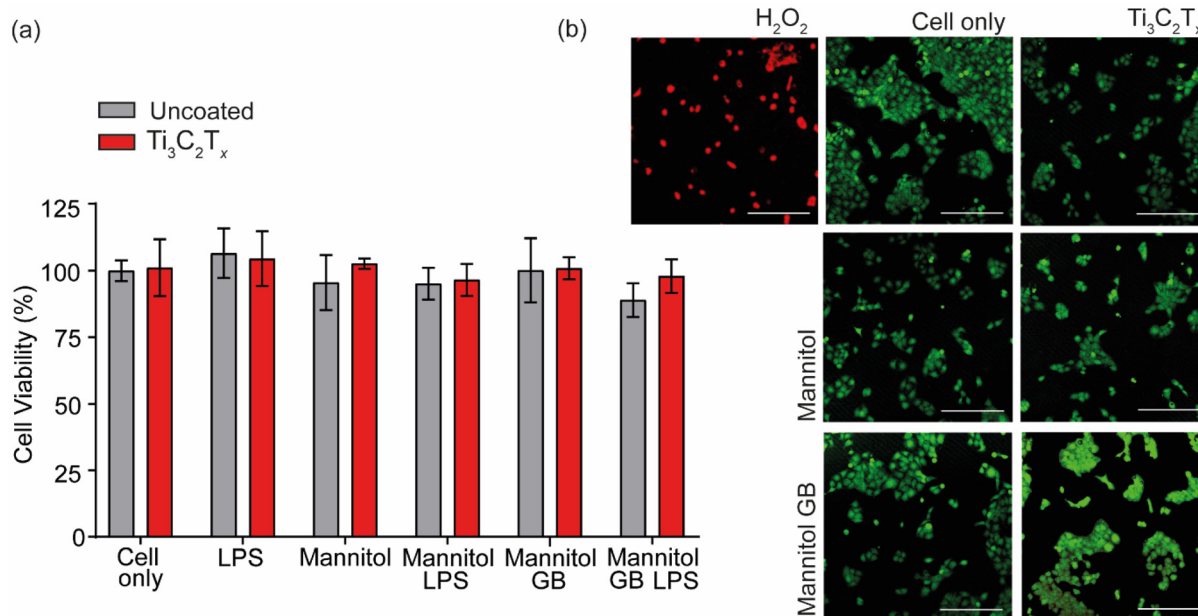 (a)
(b)
H₂O₂
Cell only
Ti₃C₂Tₓ
Uncoated
Ti₃C₂Tₓ
Cell Viability (%)
125
100
75
50
25
0
Cell only
LPS
Mannitol
Mannitol LPS
Mannitol GB
Mannitol GB LPS
Mannitol
Mannitol GB